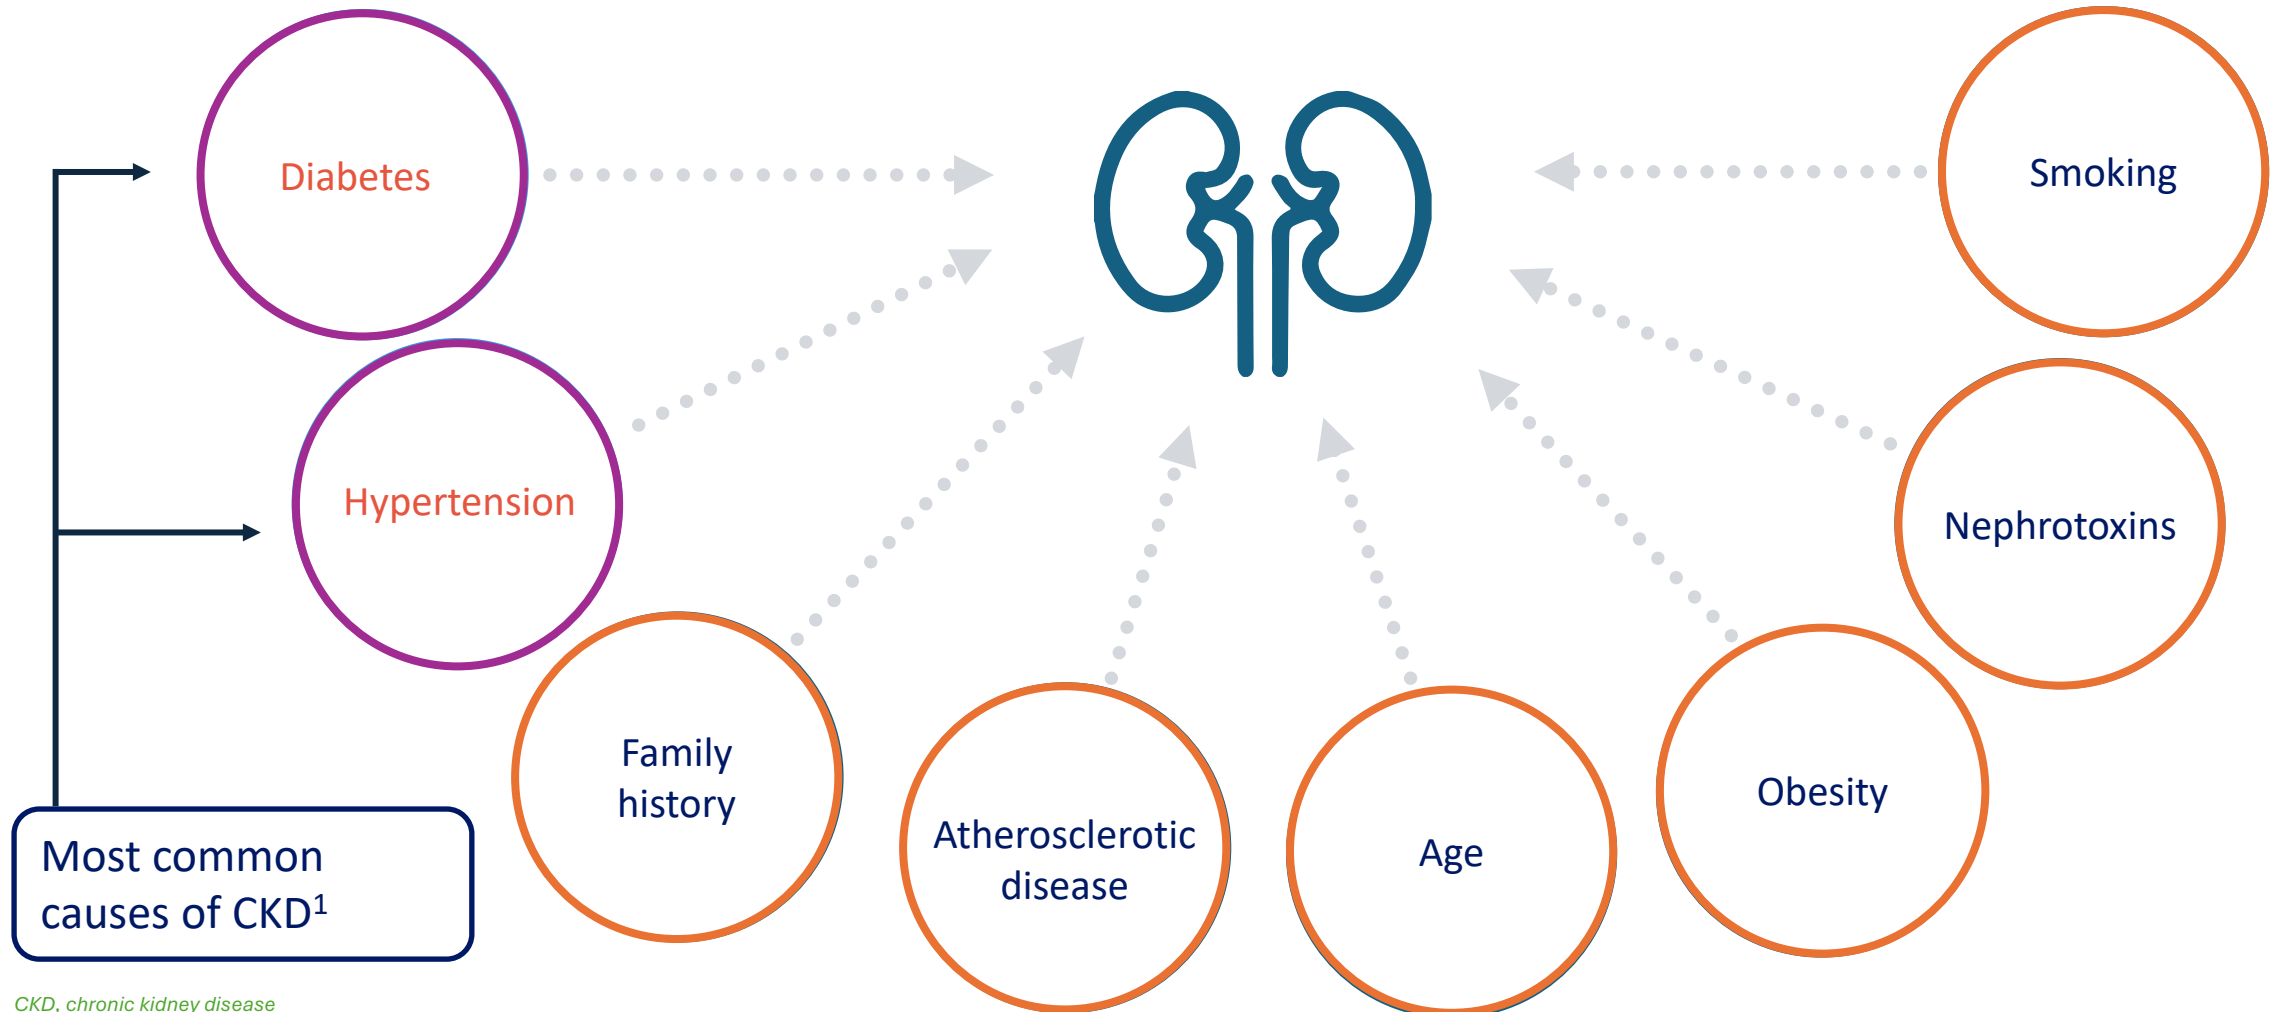 Diabetes
Smoking
Hypertension
Nephrotoxins
Family
history
Atherosclerotic
disease
Age
Obesity
Most common
causes of CKD¹
CKD, chronic kidney disease